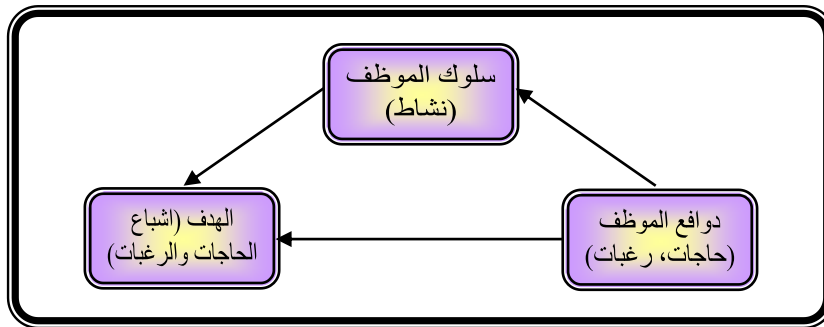 سلوك الموظف
(نشاط)
دوافع الموظف
(حاجات، رغبات)
الهدف (اشباع
الحاجات والرغبات)